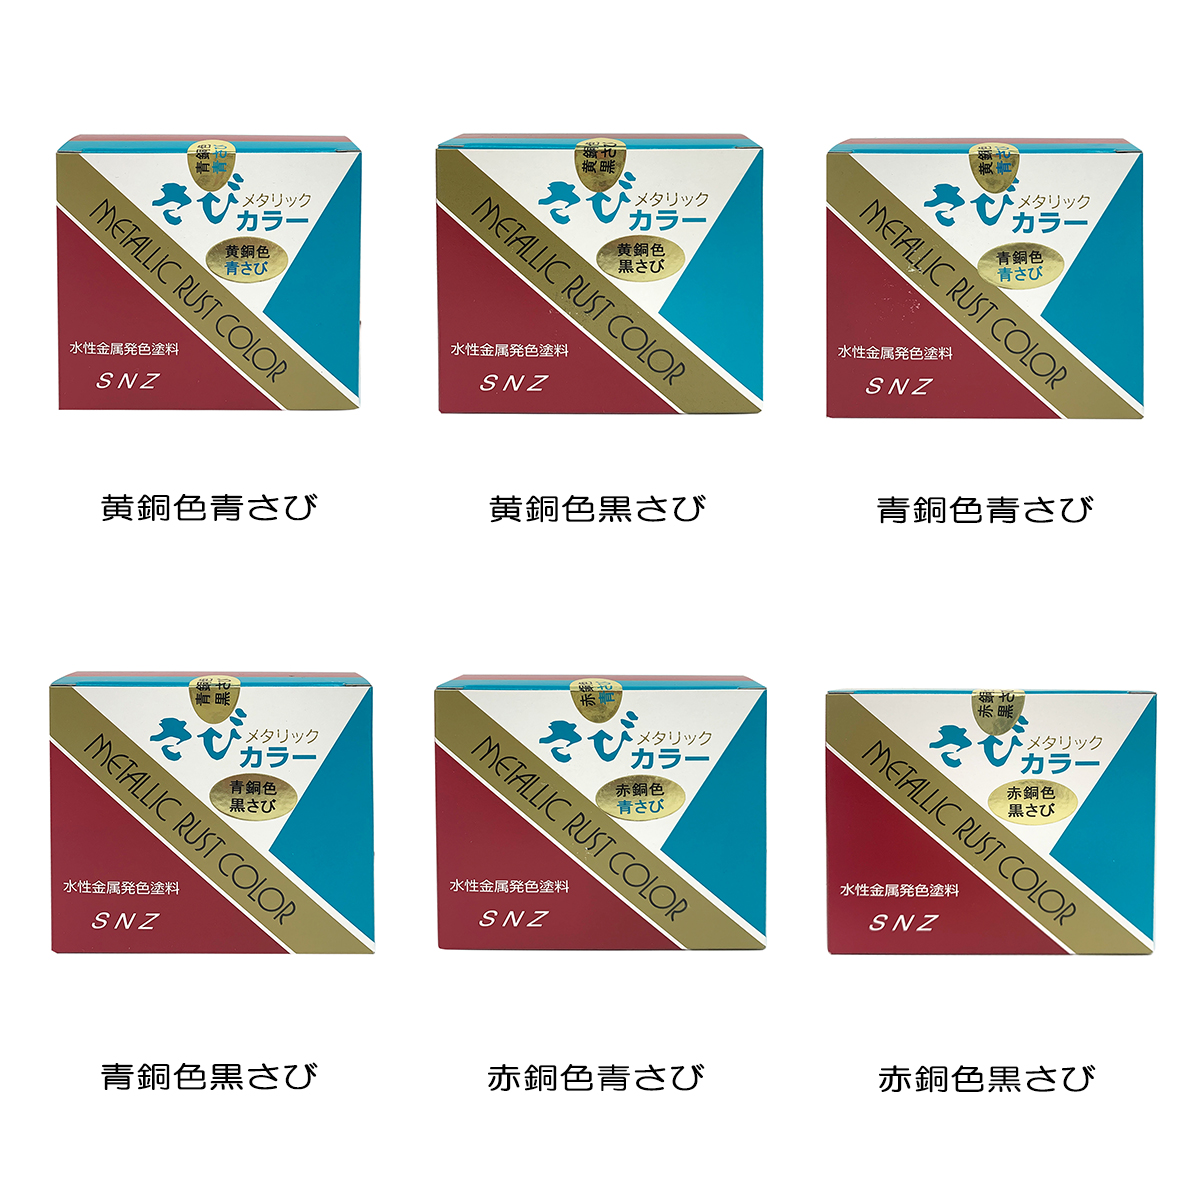 青銅色
青さ
さび
メタリック
カラー
黄銅色
青さび
METALLIC RUST COLOR
水性金属発色塗料
SNZ
黄銅色青さび
黄銅色
黒さ
さび
メタリック
カラー
黄銅色
黒さび
METALLIC RUST COLOR
水性金属発色塗料
SNZ
黄銅色黒さび
黄銅色
青さ
さび
メタリック
カラー
青銅色
青さび
METALLIC RUST COLOR
水性金属発色塗料
SNZ
青銅色青さび
青銅
黒さ
さび
メタリック
カラー
青銅色
黒さび
METALLIC RUST COLOR
水性金属発色塗料
SNZ
青銅色黒さび
赤銅
青さ
さび
メタリック
カラー
赤銅色
青さび
METALLIC RUST COLOR
水性金属発色塗料
SNZ
赤銅色青さび
赤銅
黒さ
さび
メタリック
カラー
赤銅色
黒さび
METALLIC RUST COLOR
水性金属発色塗料
SNZ
赤銅色黒さび